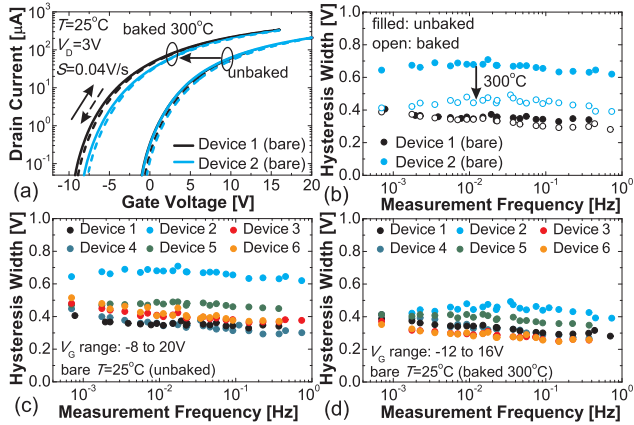 Drain Current [μA]
10³
10²
10¹
10⁰
10⁻¹
T=25°C
V_D=3V
S=0.04V/s
baked 300°C
unbaked
Device 1 (bare)
Device 2 (bare)
(a)
-10 -5 0 5 10 15 20
Gate Voltage [V]
Hysteresis Width [V]
1.0
0.8
0.6
0.4
0.2
0.0
filled: unbaked
open: baked
300°C
Device 1 (bare)
Device 2 (bare)
(b)
10⁻³ 10⁻² 10⁻¹ 10⁰
Measurement Frequency [Hz]
Hysteresis Width [V]
1.0
0.8
0.6
0.4
0.2
0.0
Device 1 Device 2 Device 3
Device 4 Device 5 Device 6
V_G range: -8 to 20V
bare T=25°C (unbaked)
(c)
10⁻³ 10⁻² 10⁻¹ 10⁰
Measurement Frequency [Hz]
Hysteresis Width [V]
1.0
0.8
0.6
0.4
0.2
0.0
Device 1 Device 2 Device 3
Device 4 Device 5 Device 6
V_G range: -12 to 16V
bare T=25°C (baked 300°C)
(d)
10⁻³ 10⁻² 10⁻¹ 10⁰
Measurement Frequency [Hz]